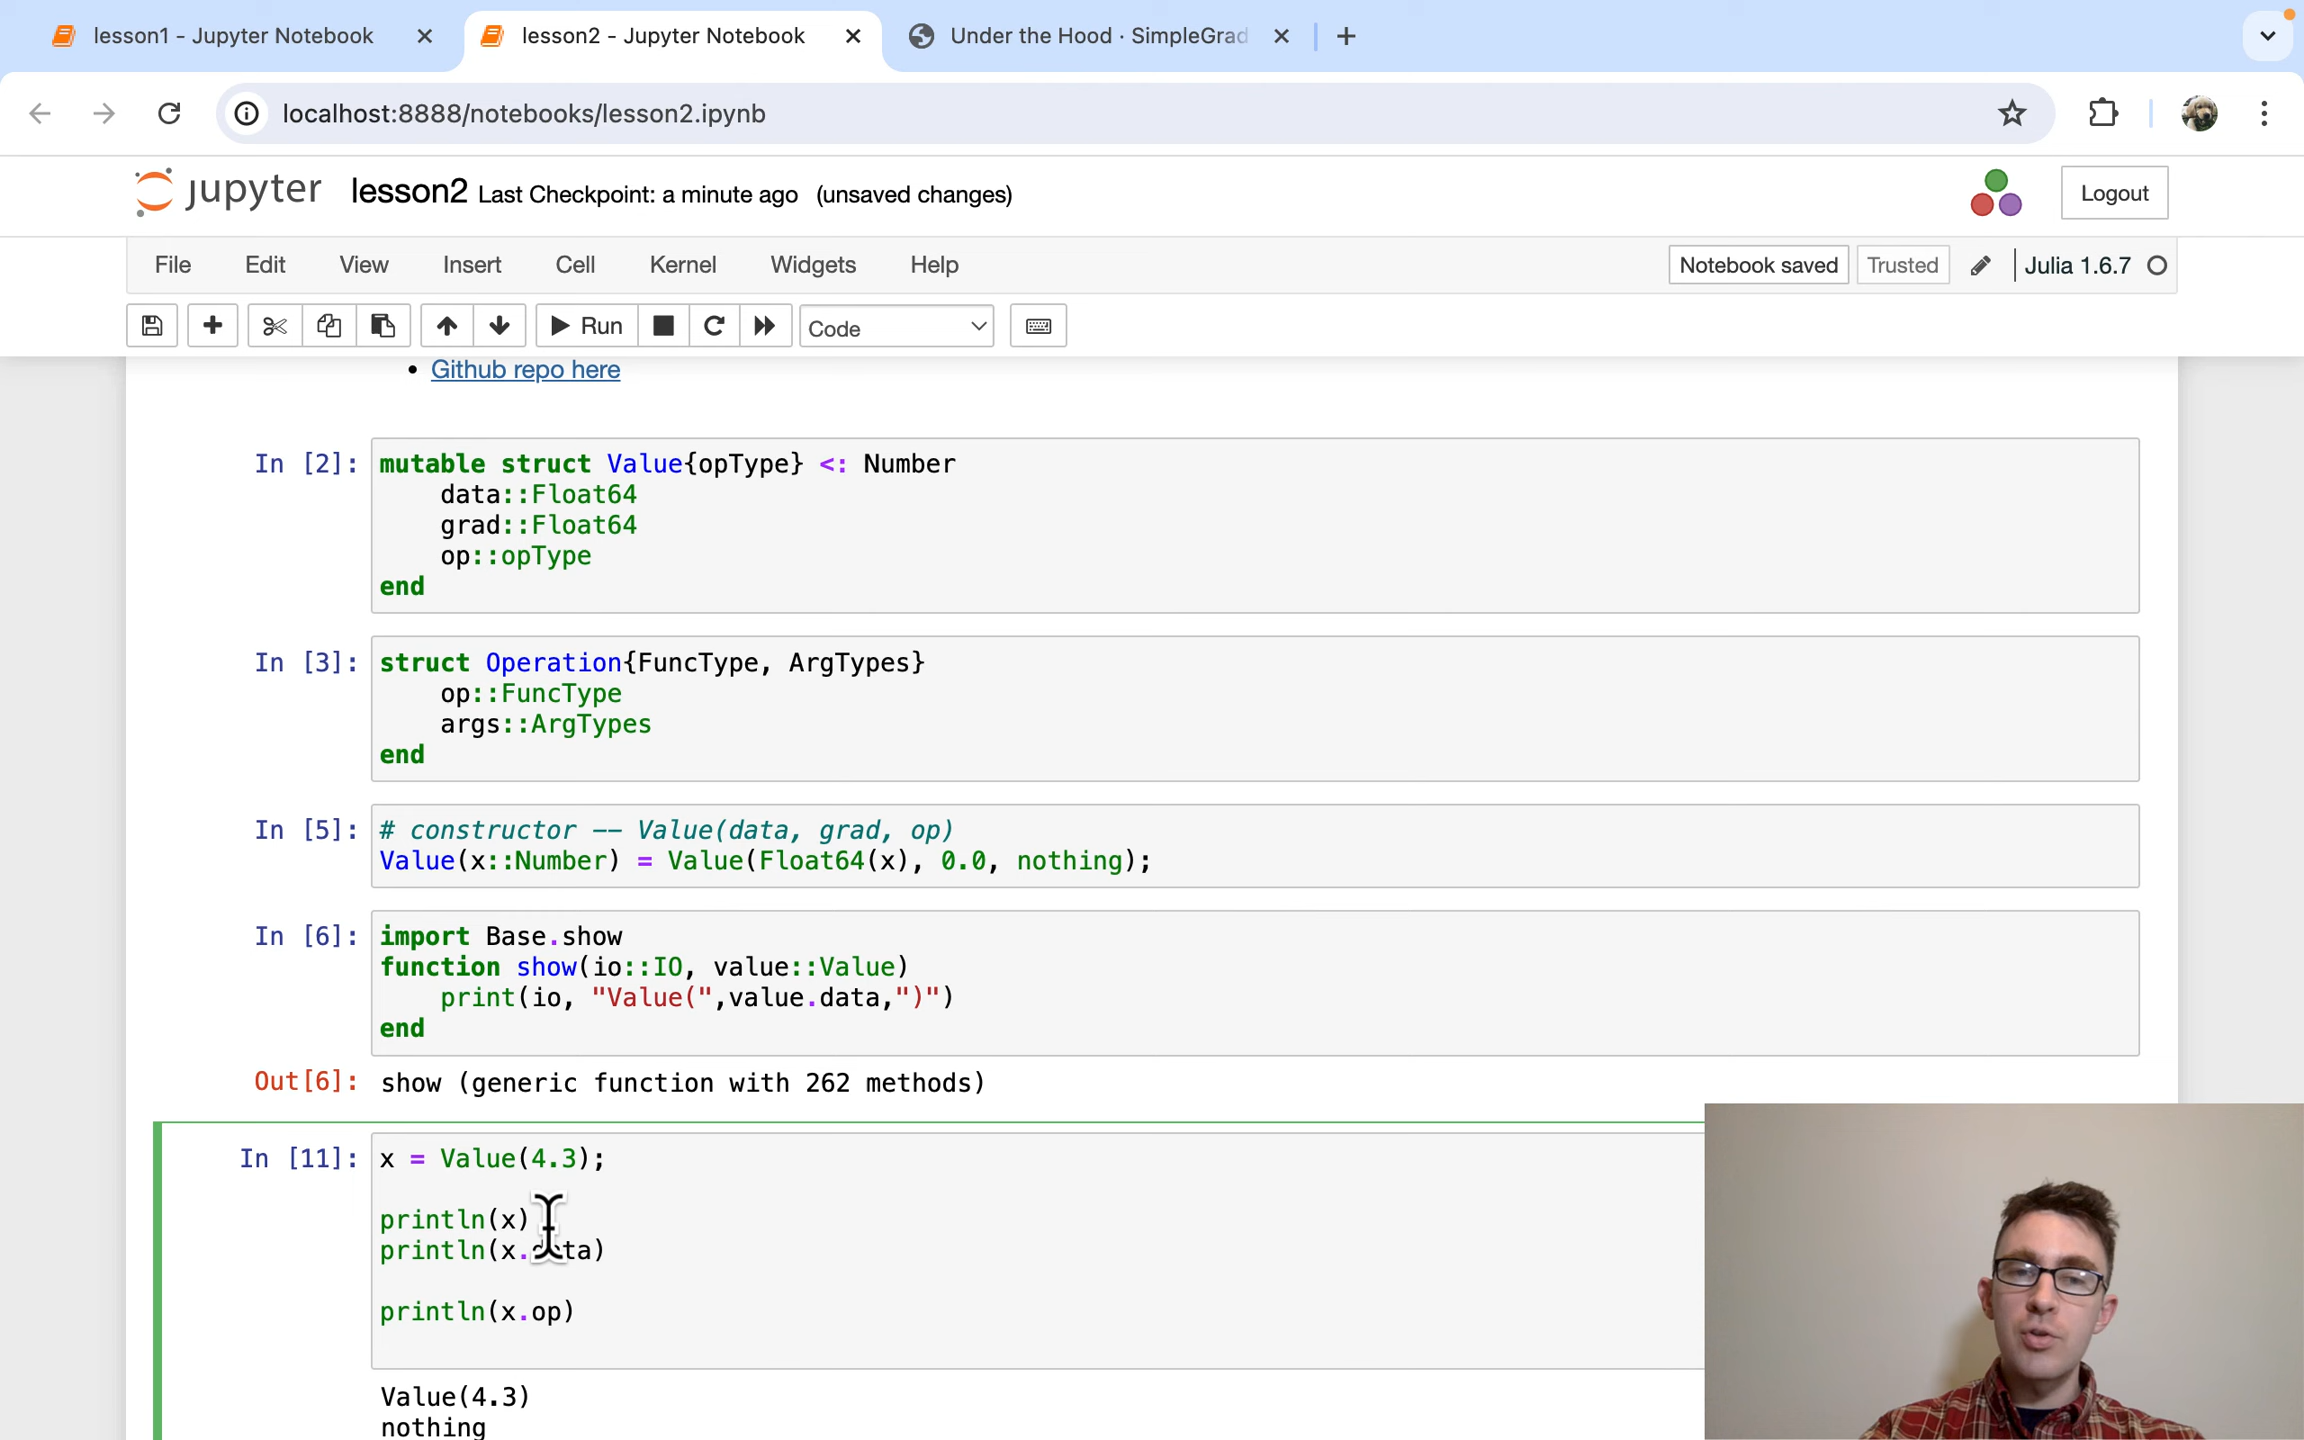 lesson1 - Jupyter Notebook
lesson2 - Jupyter Notebook
Under the Hood · SimpleGrad
localhost:8888/notebooks/lesson2.ipynb
jupyter lesson2 Last Checkpoint: a minute ago (unsaved changes)
Logout
File Edit View Insert Cell Kernel Widgets Help
Notebook saved Trusted Julia 1.6.7
Run Code
• Github repo here
In [2]: mutable struct Value{opType} <: Number
    data::Float64
    grad::Float64
    op::opType
end
In [3]: struct Operation{FuncType, ArgTypes}
    op::FuncType
    args::ArgTypes
end
In [5]: # constructor -- Value(data, grad, op)
Value(x::Number) = Value(Float64(x), 0.0, nothing);
In [6]: import Base.show
function show(io::IO, value::Value)
    print(io, "Value(",value.data,")")
end
Out[6]: show (generic function with 262 methods)
In [11]: x = Value(4.3);
println(x)
println(x.data)
println(x.op)
Value(4.3)
nothing